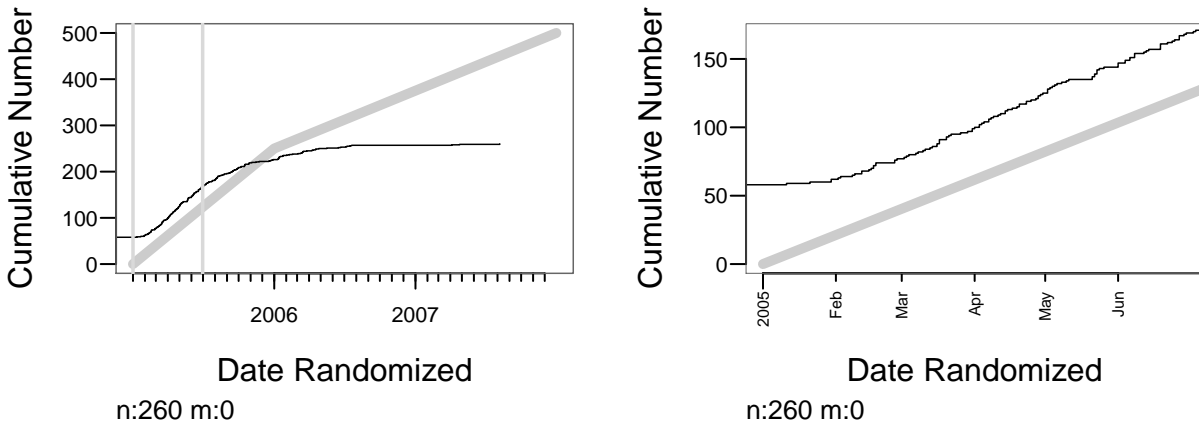 Cumulative Number
500
400
300
200
100
0
2006 2007
Date Randomized
n:260 m:0
Cumulative Number
150
100
50
0
2005 Feb Mar Apr May Jun
Date Randomized
n:260 m:0